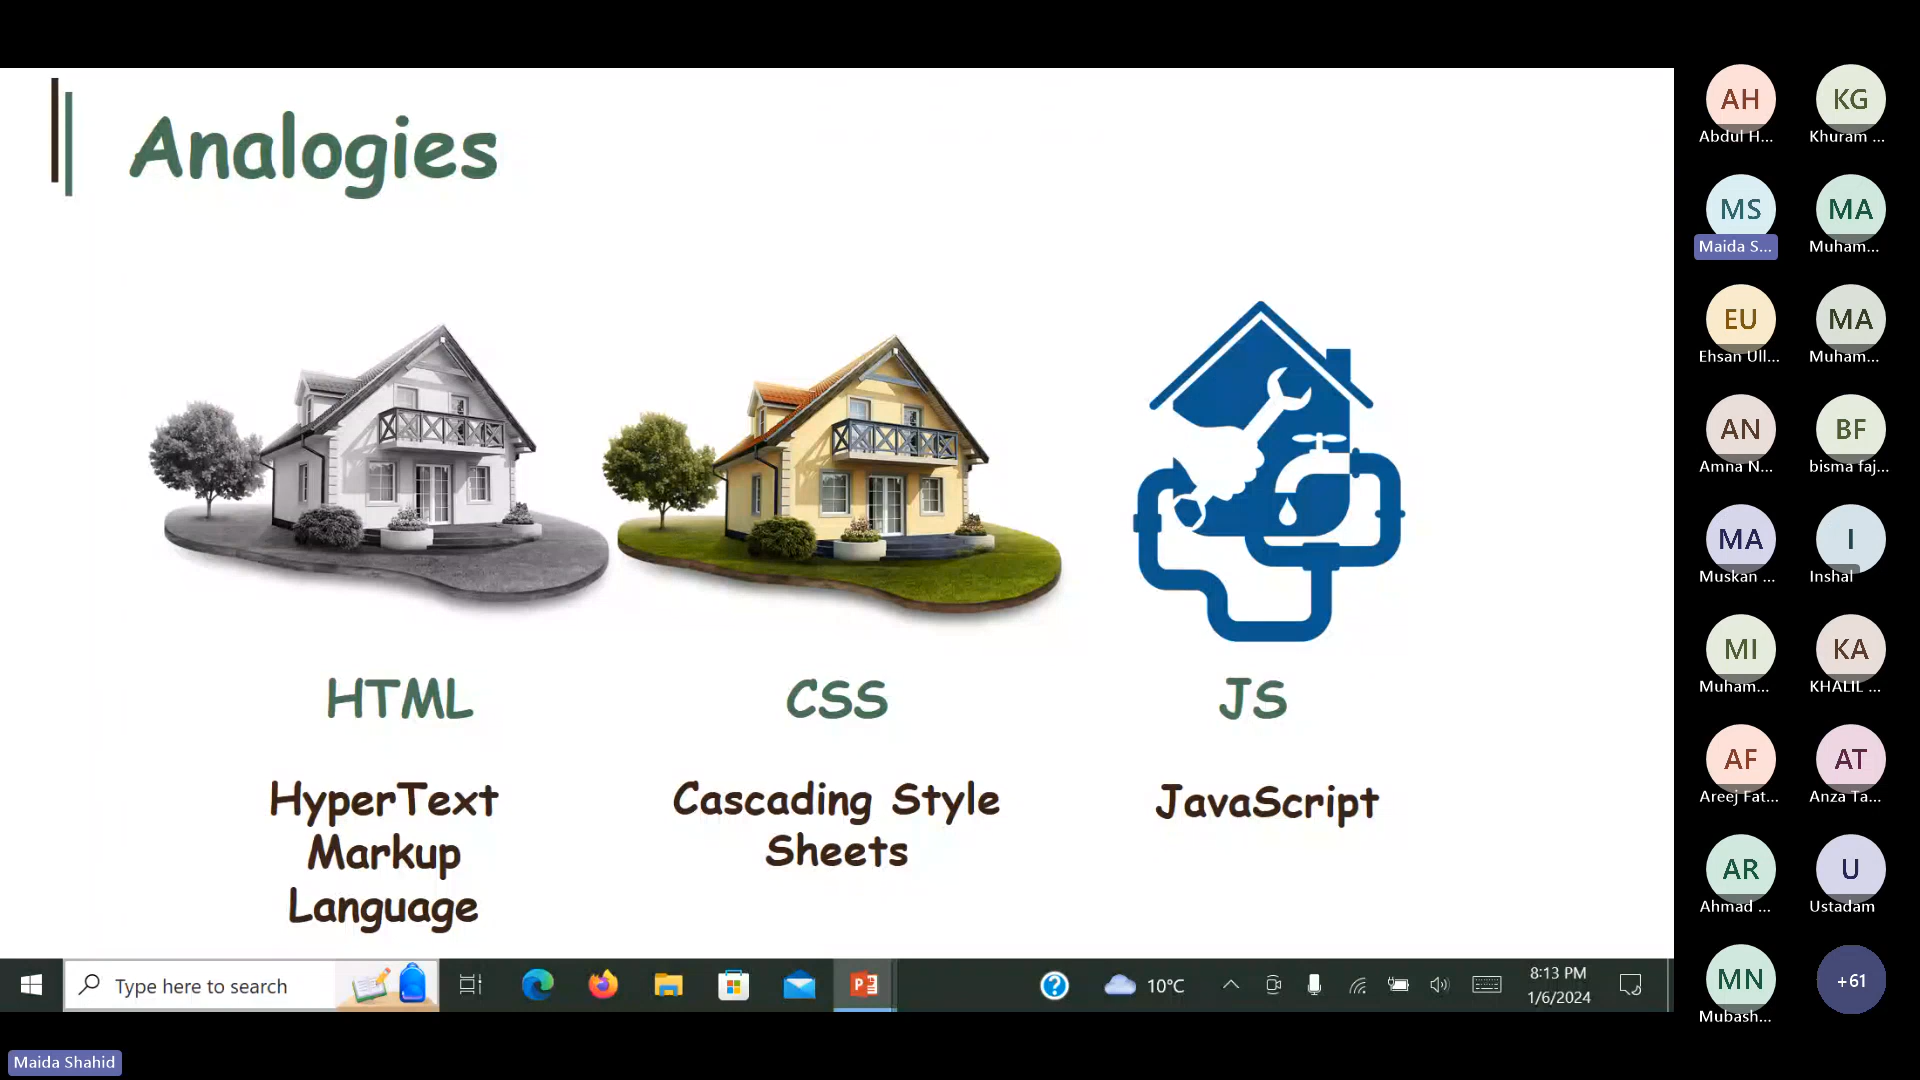 Analogies
HTML
CSS
JS
HyperText
Markup
Language
Cascading Style
Sheets
JavaScript
Type here to search
10°C
8:13 PM
1/6/2024
AH
Abdul H...
KG
Khuram ...
MS
Maida S...
MA
Muham...
EU
Ehsan Ull...
MA
Muham...
AN
Amna N...
BF
bisma faj...
MA
Muskan ...
I
Inshal
MI
Muham...
KA
KHALIL ...
AF
Areej Fat...
AT
Anza Ta...
AR
Ahmad ...
U
Ustadam
MN
Mubash...
+61
Maida Shahid